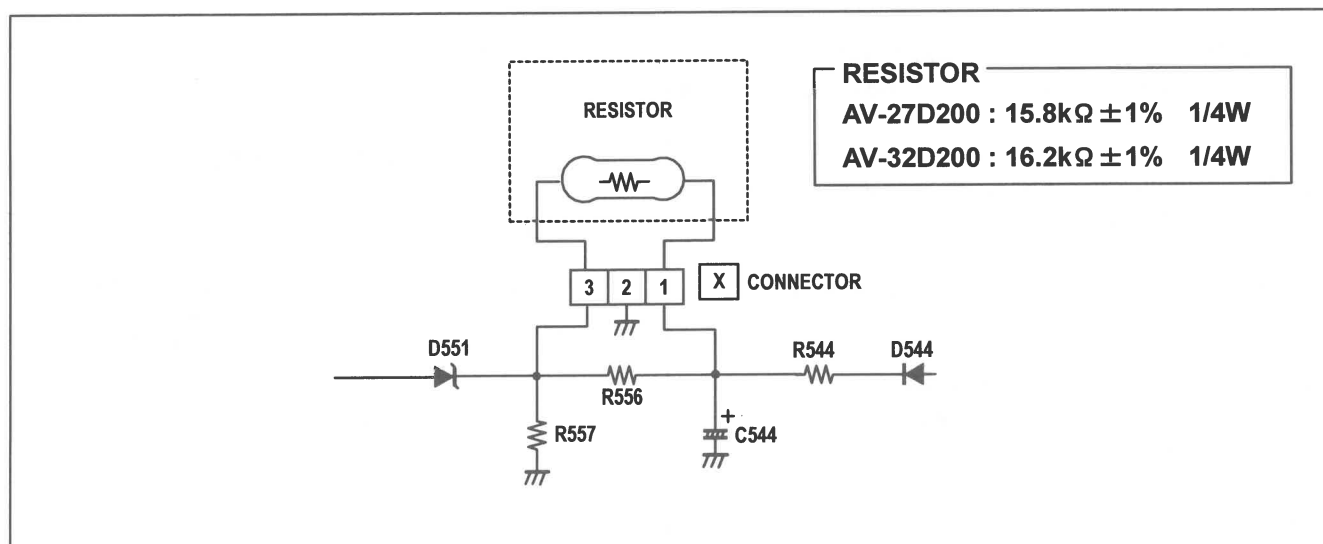 RESISTOR
RESISTOR
AV-27D200 : 15.8kΩ ±1% 1/4W
AV-32D200 : 16.2kΩ ±1% 1/4W
3 2 1
X CONNECTOR
D551
R544
D544
R556
R557
+
C544